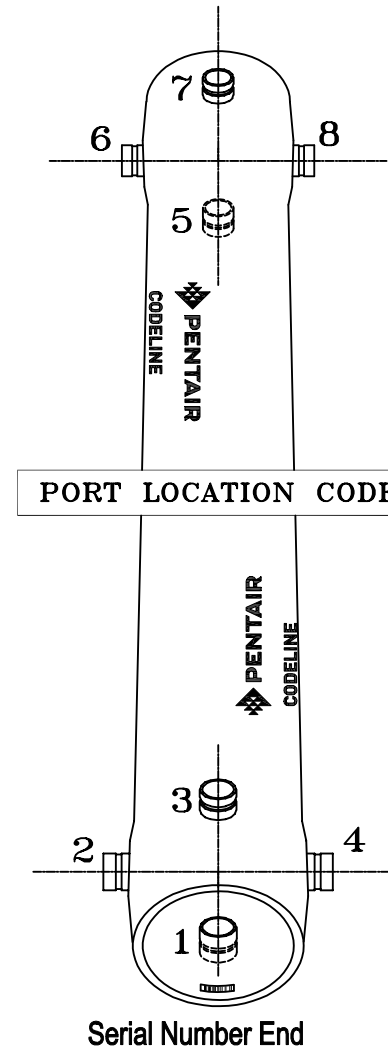 7
6
8
5
CODELINE
PENTAIR
PORT LOCATION CODE
PENTAIR
CODELINE
3
2
4
1
Serial Number End